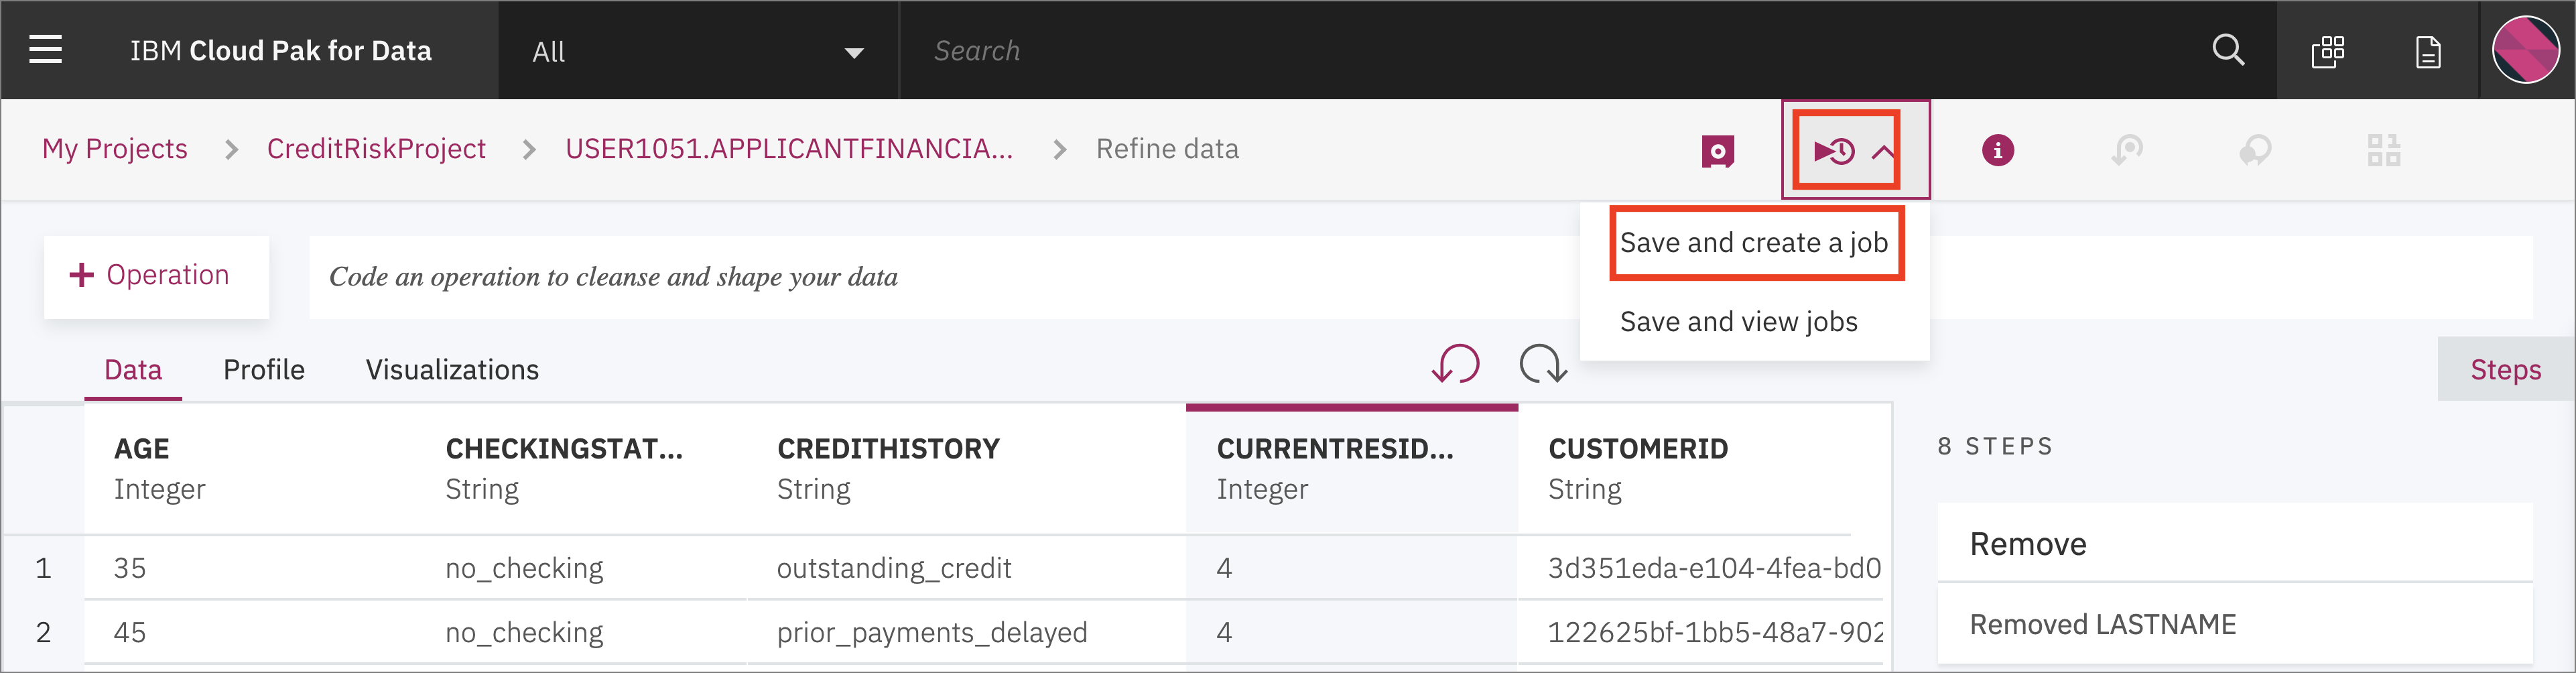 IBM Cloud Pak for Data
All
Search
My Projects
CreditRiskProject
USER1051.APPLICANTFINANCIA...
Refine data
Save and create a job
Save and view jobs
Operation
Code an operation to cleanse and shape your data
Data
Profile
Visualizations
Steps
AGE
CHECKINGSTAT...
CREDITHISTORY
CURRENTRESID...
CUSTOMERID
Integer
String
String
Integer
String
1
35
no_checking
outstanding_credit
4
3d351eda-e104-4fea-bd0
2
45
no_checking
prior_payments_delayed
4
122625bf-1bb5-48a7-902
8 STEPS
Remove
Removed LASTNAME